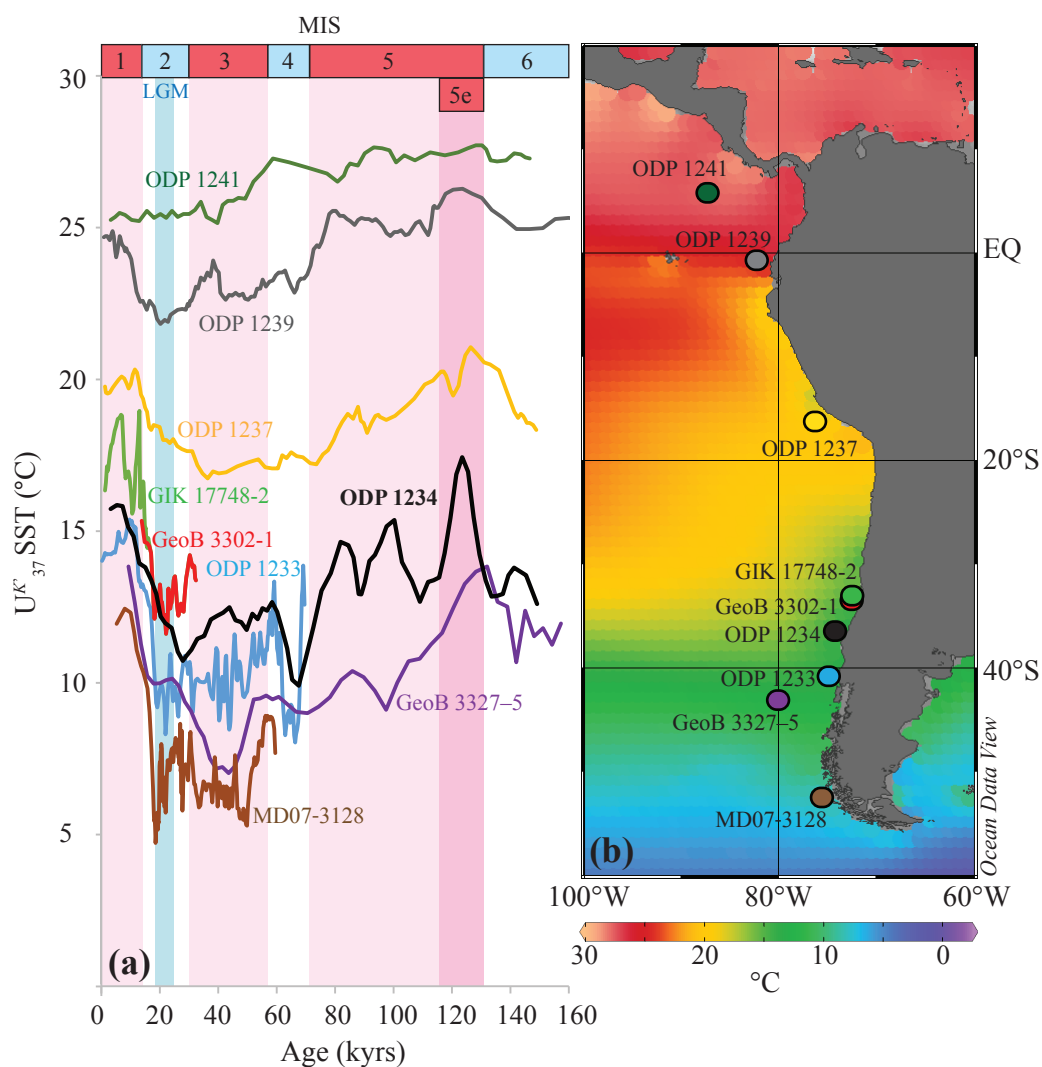 MIS
1 2 3 4 5 6
LGM
5e
30
25
20
15
10
5
U^K'_37 SST (°C)
ODP 1241
ODP 1239
ODP 1237
GIK 17748-2
ODP 1234
GeoB 3302-1
ODP 1233
GeoB 3327–5
MD07-3128
(a)
0 20 40 60 80 100 120 140 160
Age (kyrs)
ODP 1241
ODP 1239
EQ
ODP 1237
20°S
GIK 17748-2
GeoB 3302-1
ODP 1234
40°S
ODP 1233
GeoB 3327–5
MD07-3128
(b)
Ocean Data View
100°W 80°W 60°W
30 20 10 0
°C